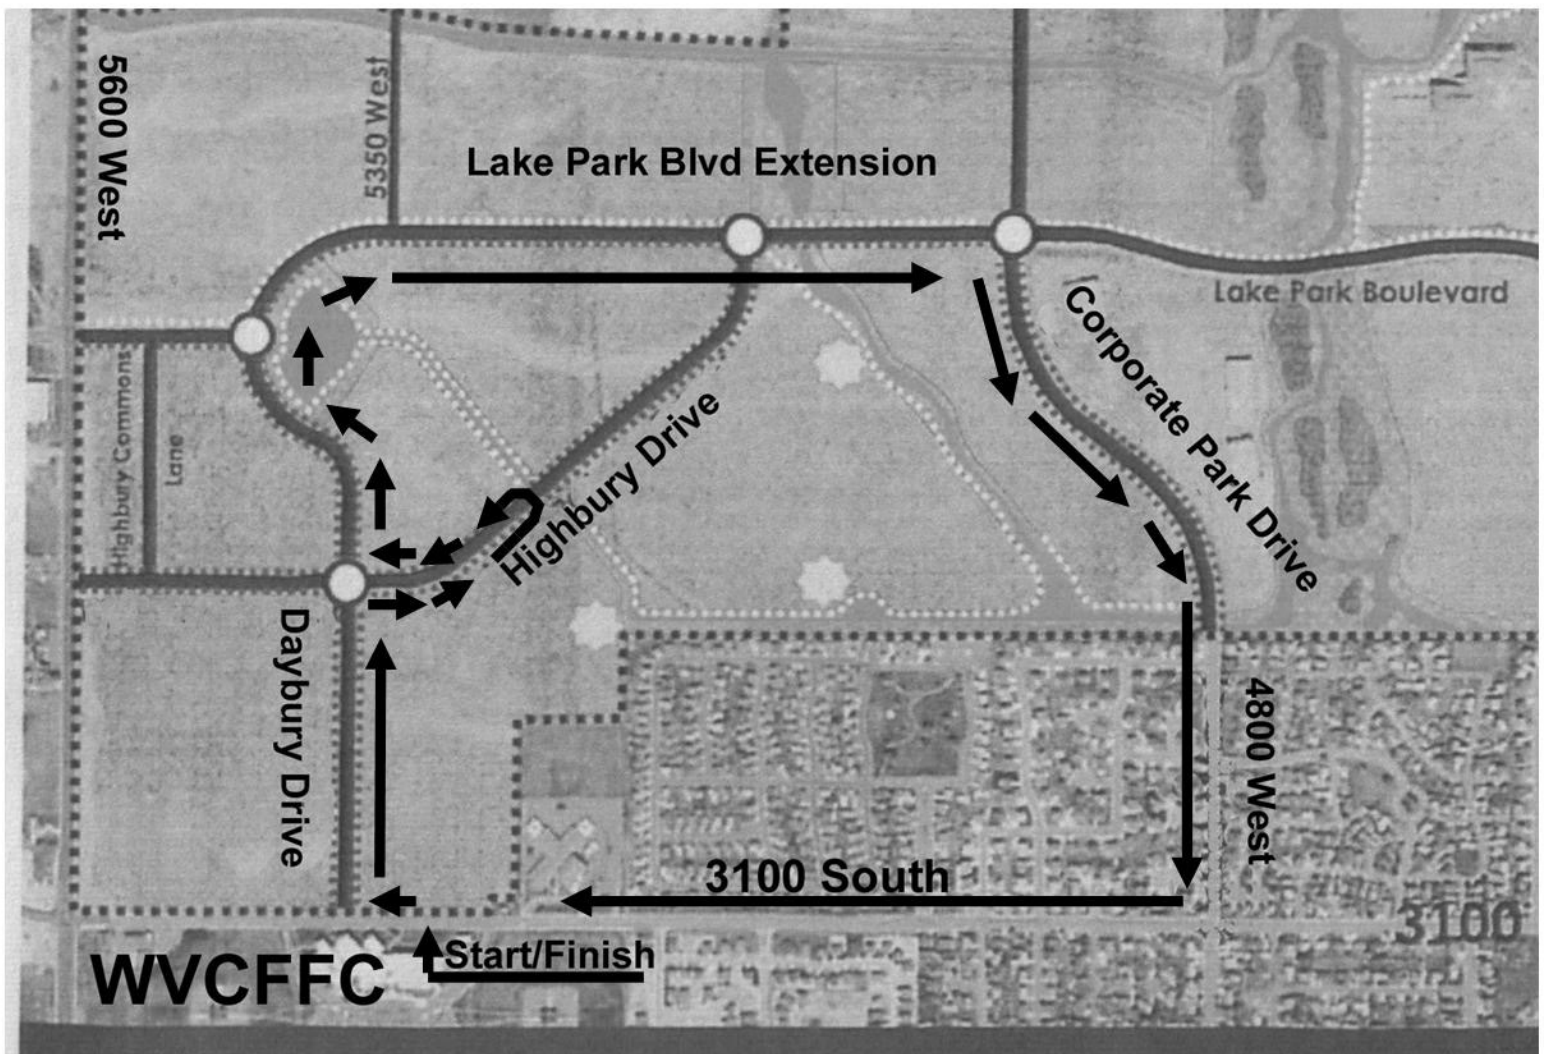 5600 West
5350 West
Lake Park Blvd Extension
Lake Park Boulevard
Corporate Park Drive
Highbury Commons
Lane
Highbury Drive
Daybury Drive
4800 West
3100 South
3100
Start/Finish
WVCFFC